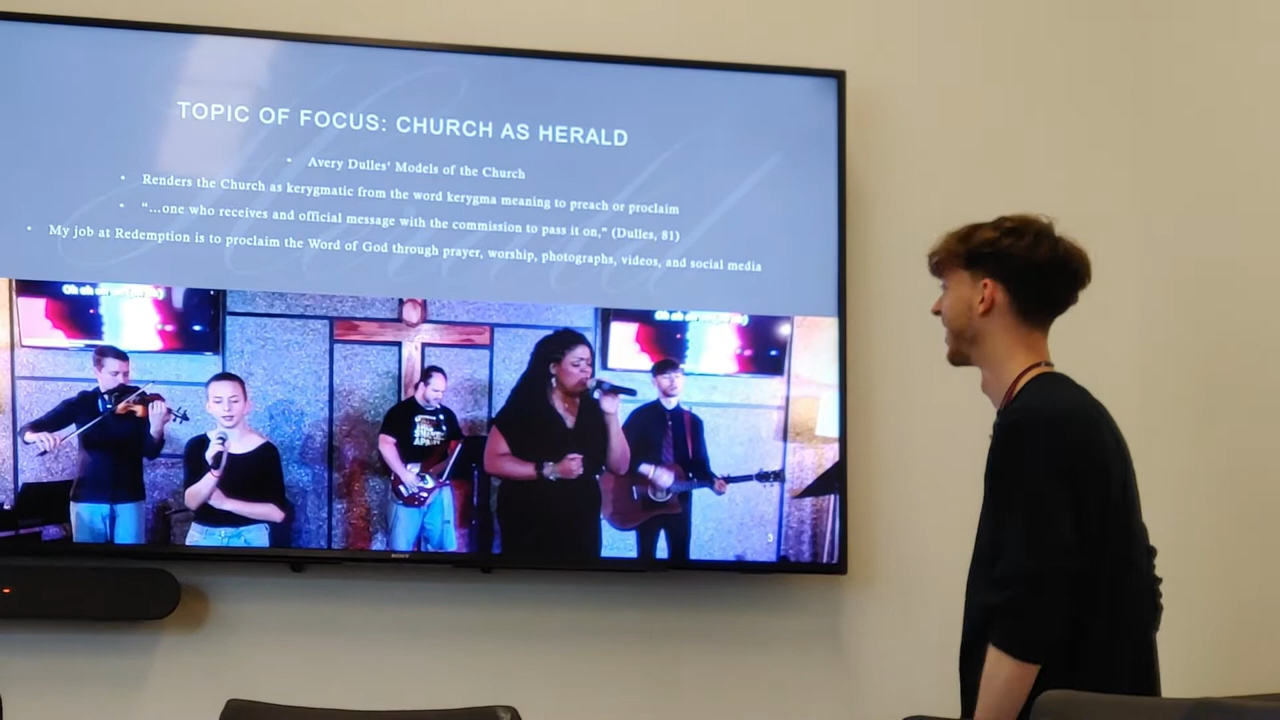 TOPIC OF FOCUS: CHURCH AS HERALD
• Avery Dulles' Models of the Church
• Renders the Church as kerygmatic from the word kerygma meaning to preach or proclaim
• "...one who receives and official message with the commission to pass it on," (Dulles, 81)
• My job at Redemption is to proclaim the Word of God through prayer, worship, photographs, videos, and social media
3
SONY